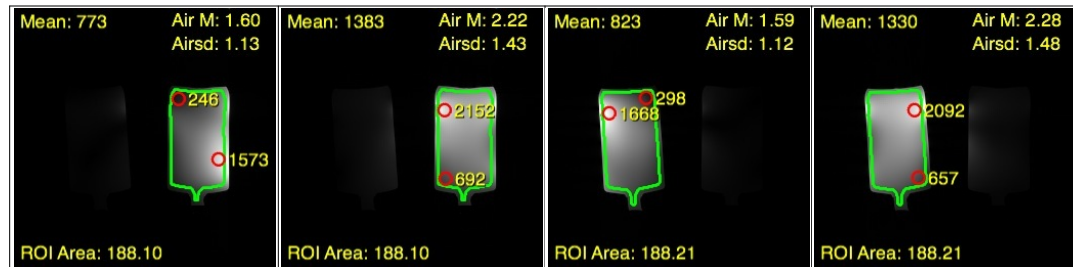 Mean: 773 Air M: 1.60
Airsd: 1.13
246
1573
ROI Area: 188.10
Mean: 1383 Air M: 2.22
Airsd: 1.43
2152
692
ROI Area: 188.10
Mean: 823 Air M: 1.59
Airsd: 1.12
298
1668
ROI Area: 188.21
Mean: 1330 Air M: 2.28
Airsd: 1.48
2092
657
ROI Area: 188.21